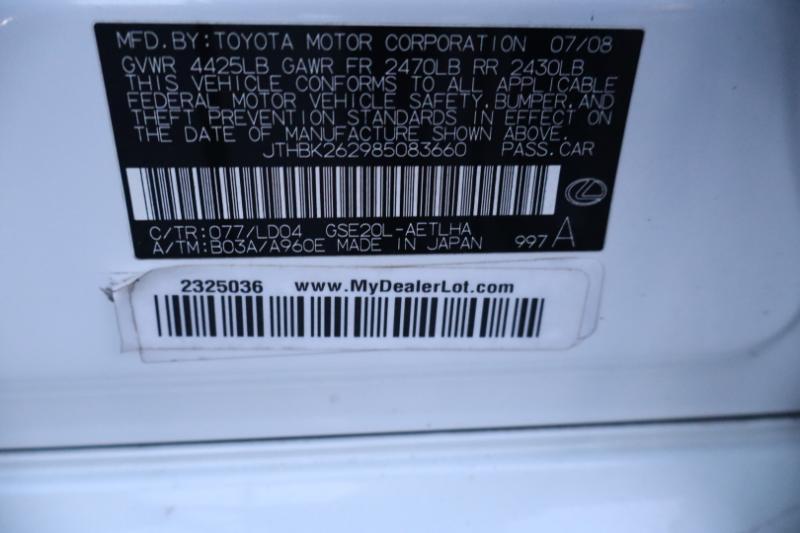 MFD.BY:TOYOTA MOTOR CORPORATION 07/08
GVWR 4425LB GAWR FR 2470LB RR 2430LB
THIS VEHICLE CONFORMS TO ALL APPLICABLE
FEDERAL MOTOR VEHICLE SAFETY,BUMPER,AND
THEFT PREVENTION STANDARDS IN EFFECT ON
THE DATE OF MANUFACTURE SHOWN ABOVE.
JTHBK262985083660 PASS.CAR
C/TR:077/LD04 GSE20L-AETLHA
A/TM:B03A/A960E MADE IN JAPAN 997 A
2325036 www.MyDealerLot.com